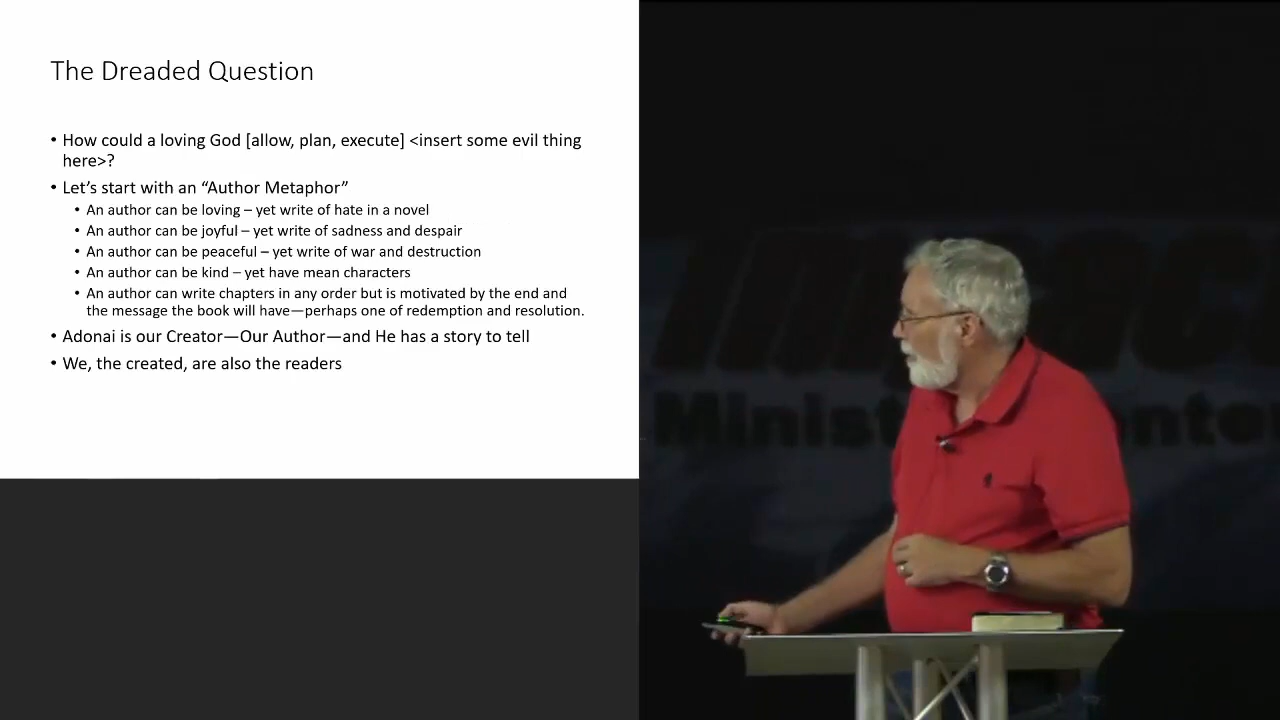 The Dreaded Question
• How could a loving God [allow, plan, execute] <insert some evil thing
here>?
• Let’s start with an “Author Metaphor”
• An author can be loving – yet write of hate in a novel
• An author can be joyful – yet write of sadness and despair
• An author can be peaceful – yet write of war and destruction
• An author can be kind – yet have mean characters
• An author can write chapters in any order but is motivated by the end and
the message the book will have—perhaps one of redemption and resolution.
• Adonai is our Creator—Our Author—and He has a story to tell
• We, the created, are also the readers